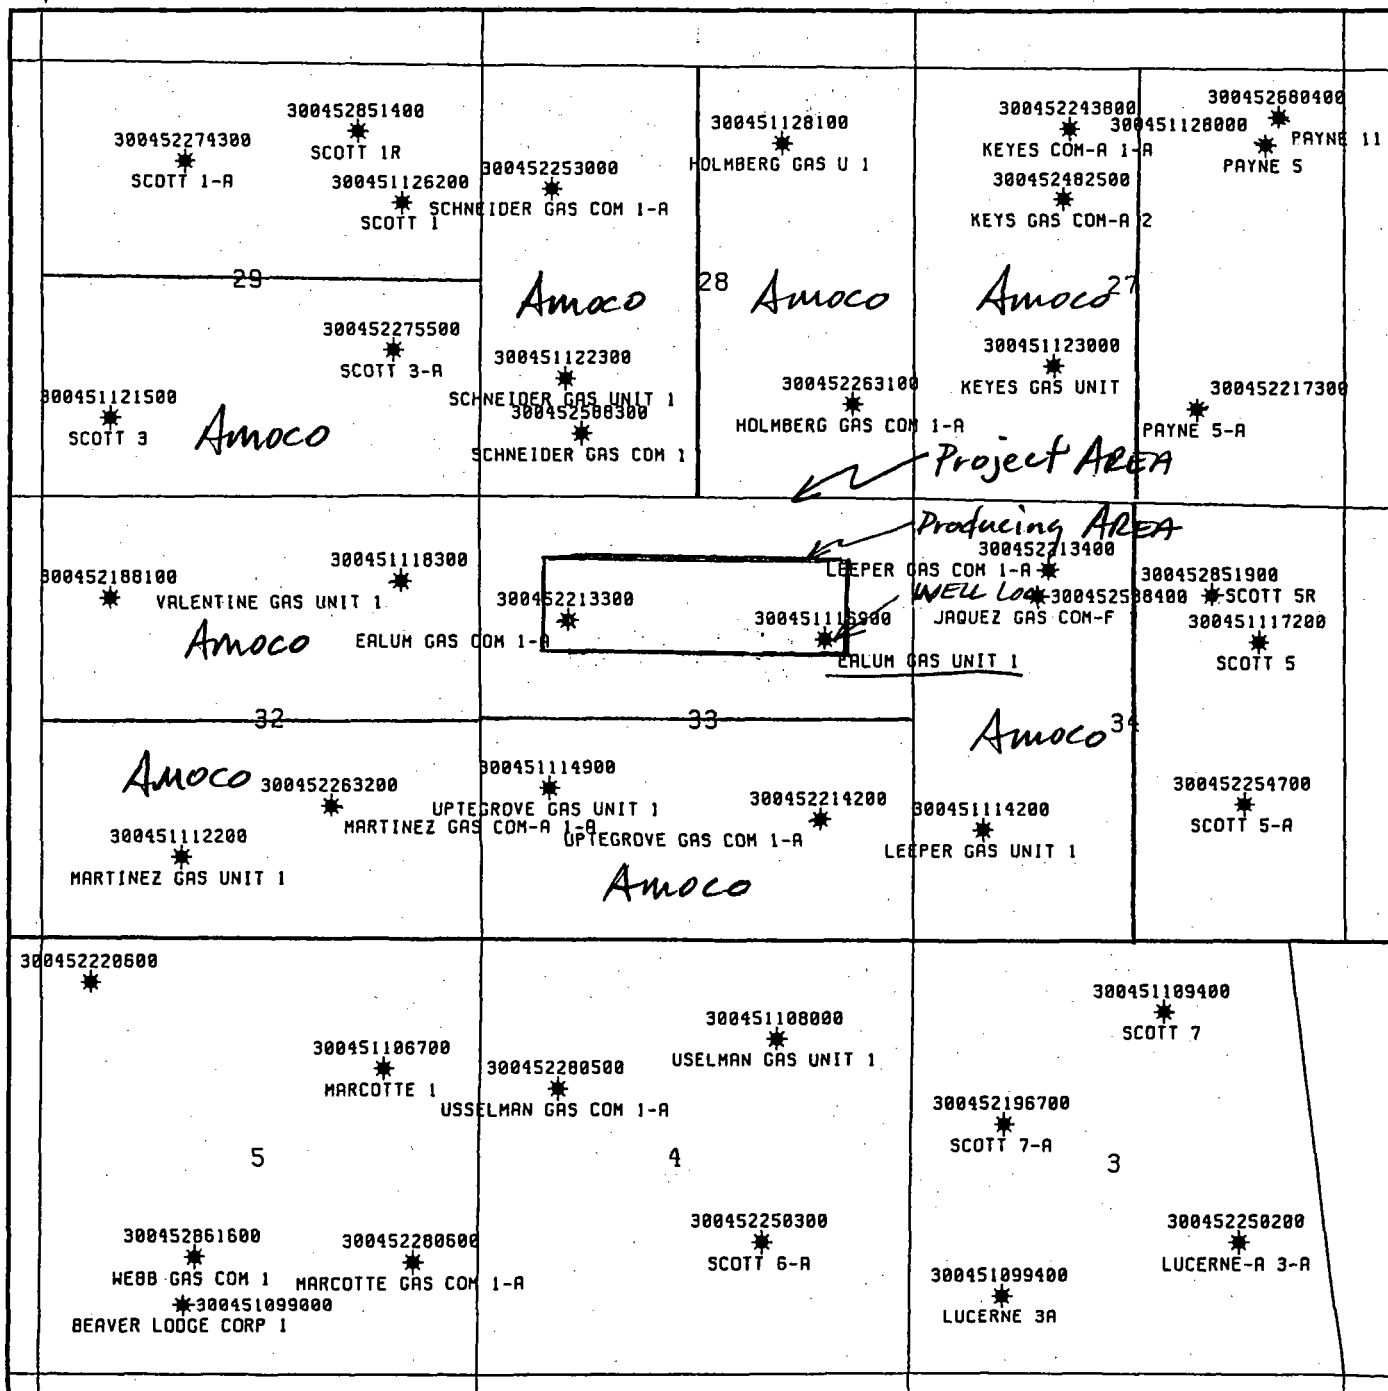 300452851400
300452274300
SCOTT 1R
SCOTT 1-A
300451126200
SCOTT 1
300452253000
SCHNEIDER GAS COM 1-A
300451128100
HOLMBERG GAS U 1
300452243800
KEYES COM-A 1-A
300451128000
300452680400
PAYNE 11
PAYNE 5
300452482500
KEYS GAS COM-A 2
29
28
27
Amoco
Amoco
Amoco
300452275500
SCOTT 3-A
300451121500
SCOTT 3
Amoco
300451122300
SCHNEIDER GAS UNIT 1
300452588300
SCHNEIDER GAS COM 1
300452263100
HOLMBERG GAS COM 1-A
300451123000
KEYES GAS UNIT
300452217300
PAYNE 5-A
Project AREA
Producing AREA
300452213400
LEEPER GAS COM 1-A
WELL LOC
JAQUEZ GAS COM-F
300452851900
SCOTT 5R
300451117200
SCOTT 5
300452188100
300451118300
VALENTINE GAS UNIT 1
Amoco
300452213300
EALUM GAS COM 1-A
EALUM GAS UNIT 1
32
33
34
Amoco
Amoco
300452263200
MARTINEZ GAS COM-A 1-A
300451112200
MARTINEZ GAS UNIT 1
300451114900
UPTEGROVE GAS UNIT 1
300452214200
UPTEGROVE GAS COM 1-A
Amoco
300451114200
LEEPER GAS UNIT 1
300452254700
SCOTT 5-A
300452220600
300451106700
MARCOTTE 1
300452280500
USSELMAN GAS COM 1-A
300451108000
USELMAN GAS UNIT 1
300451109400
SCOTT 7
300452196700
SCOTT 7-A
5
4
3
300452861600
WEBB GAS COM 1
300452280600
MARCOTTE GAS COM 1-A
300451099000
BEAVER LODGE CORP 1
300452250300
SCOTT 6-A
300452250200
LUCERNE-A 3-A
300451099400
LUCERNE 3A